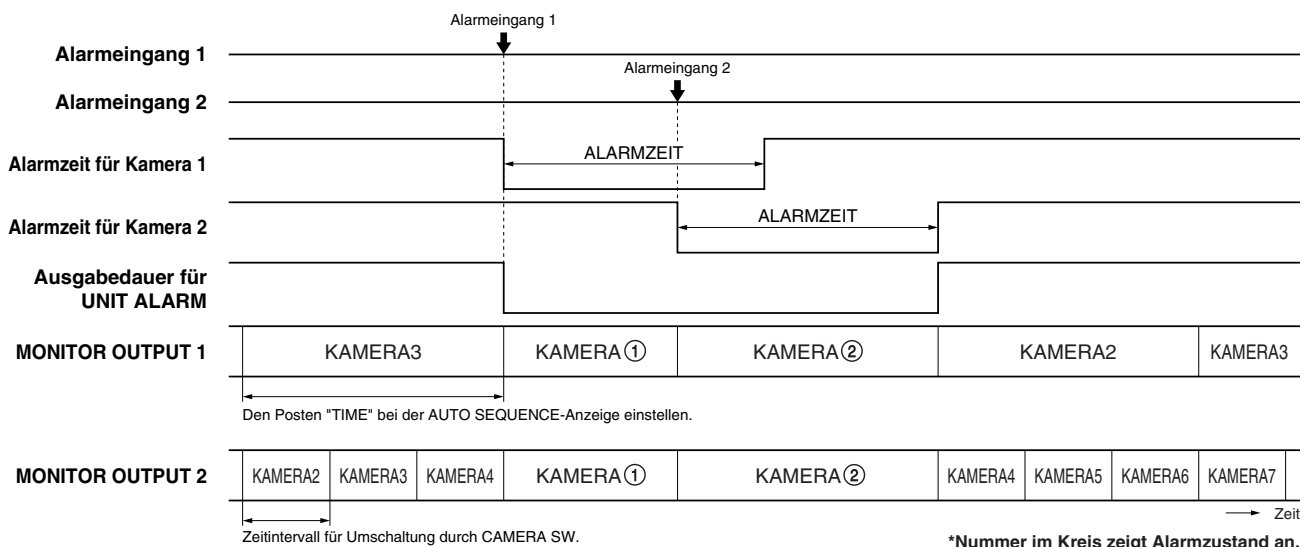 Alarmeingang 1
Alarmeingang 1
Alarmeingang 2
Alarmeingang 2
ALARMZEIT
Alarmzeit für Kamera 1
ALARMZEIT
Alarmzeit für Kamera 2
Ausgabedauer für
UNIT ALARM
MONITOR OUTPUT 1 KAMERA3 KAMERA① KAMERA② KAMERA2 KAMERA3
Den Posten "TIME" bei der AUTO SEQUENCE-Anzeige einstellen.
MONITOR OUTPUT 2 KAMERA2 KAMERA3 KAMERA4 KAMERA① KAMERA② KAMERA4 KAMERA5 KAMERA6 KAMERA7
Zeit
Zeitintervall für Umschaltung durch CAMERA SW.
*Nummer im Kreis zeigt Alarmzustand an.